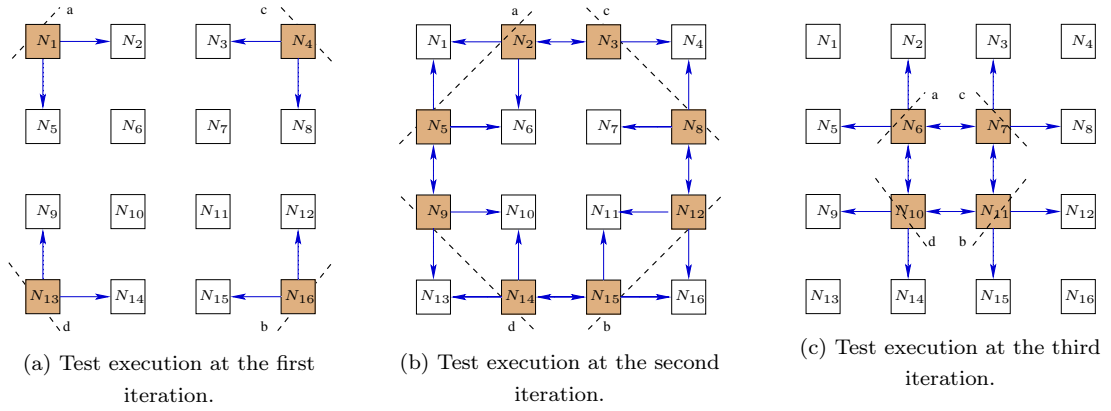 a
c
N1 N2 N3 N4
N5 N6 N7 N8
N9 N10 N11 N12
N13 N14 N15 N16
d
b
(a) Test execution at the first
iteration.
a
c
N1 N2 N3 N4
N5 N6 N7 N8
N9 N10 N11 N12
N13 N14 N15 N16
d
b
(b) Test execution at the second
iteration.
N1 N2 N3 N4
a
c
N5 N6 N7 N8
N9 N10 N11 N12
d
b
N13 N14 N15 N16
(c) Test execution at the third
iteration.